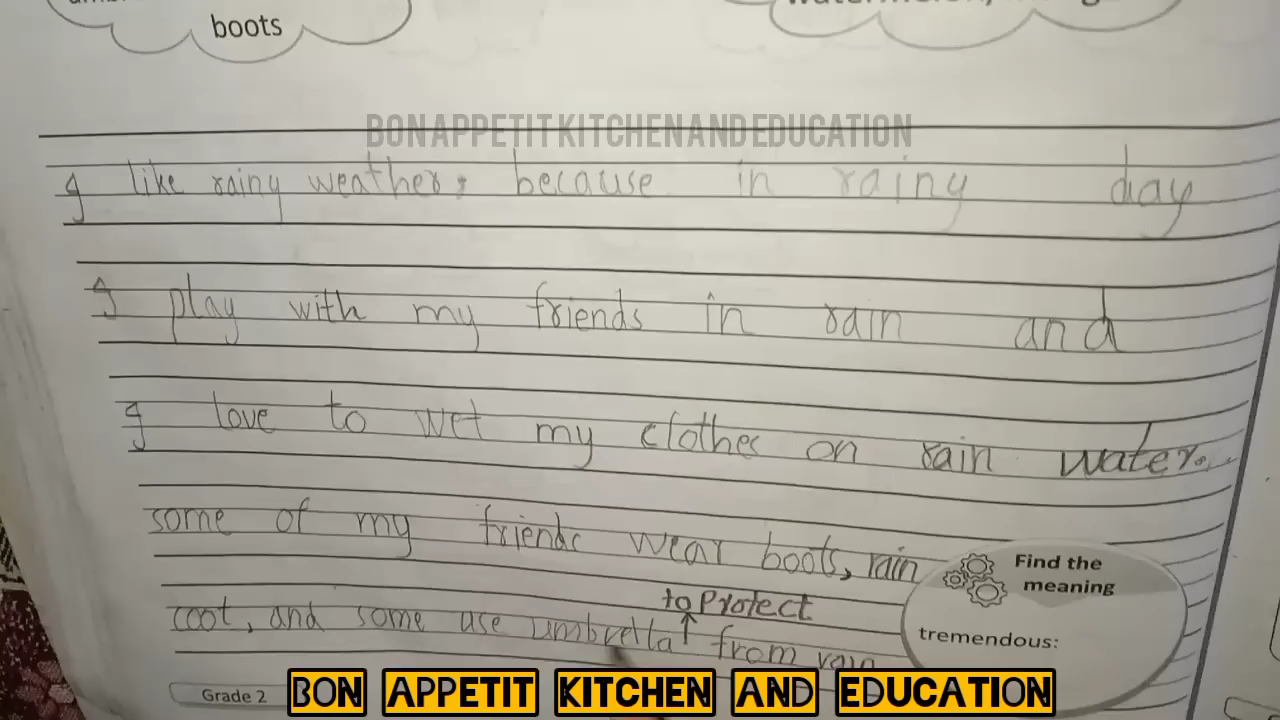 boots
BON APPETIT KITCHEN AND EDUCATION
I like rainy weather, because in rainy day
I play with my friends in rain and
I love to wet my clothes on rain water.
some of my friends wear boots, rain
coot, and some use umbrella to Protect from rain
Find the
meaning
tremendous:
Grade 2
BON APPETIT KITCHEN AND EDUCATION